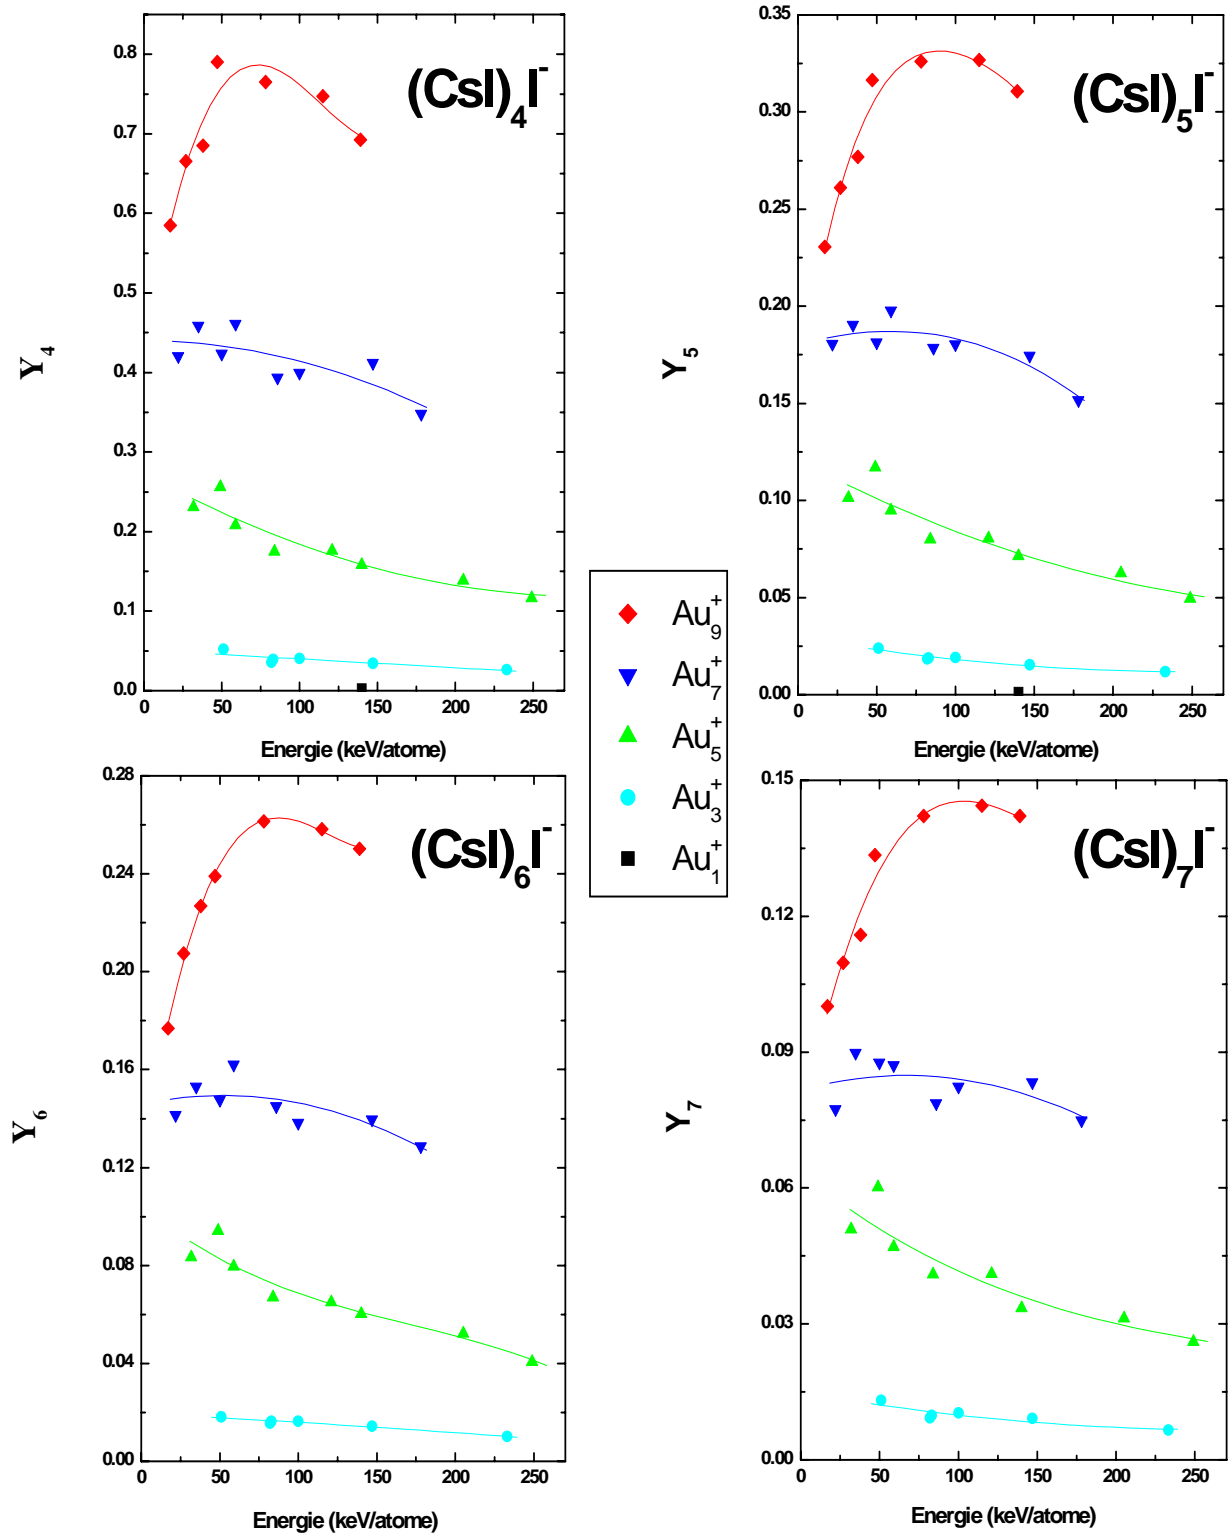 (CsI)4I-
Y4
0.8
0.7
0.6
0.5
0.4
0.3
0.2
0.1
0.0
0 50 100 150 200 250
Energie (keV/atome)
(CsI)5I-
Y5
0.35
0.30
0.25
0.20
0.15
0.10
0.05
0.00
0 50 100 150 200 250
Energie (keV/atome)
Au9+
Au7+
Au5+
Au3+
Au1+
(CsI)6I-
Y6
0.28
0.24
0.20
0.16
0.12
0.08
0.04
0.00
0 50 100 150 200 250
Energie (keV/atome)
(CsI)7I-
Y7
0.15
0.12
0.09
0.06
0.03
0.00
0 50 100 150 200 250
Energie (keV/atome)